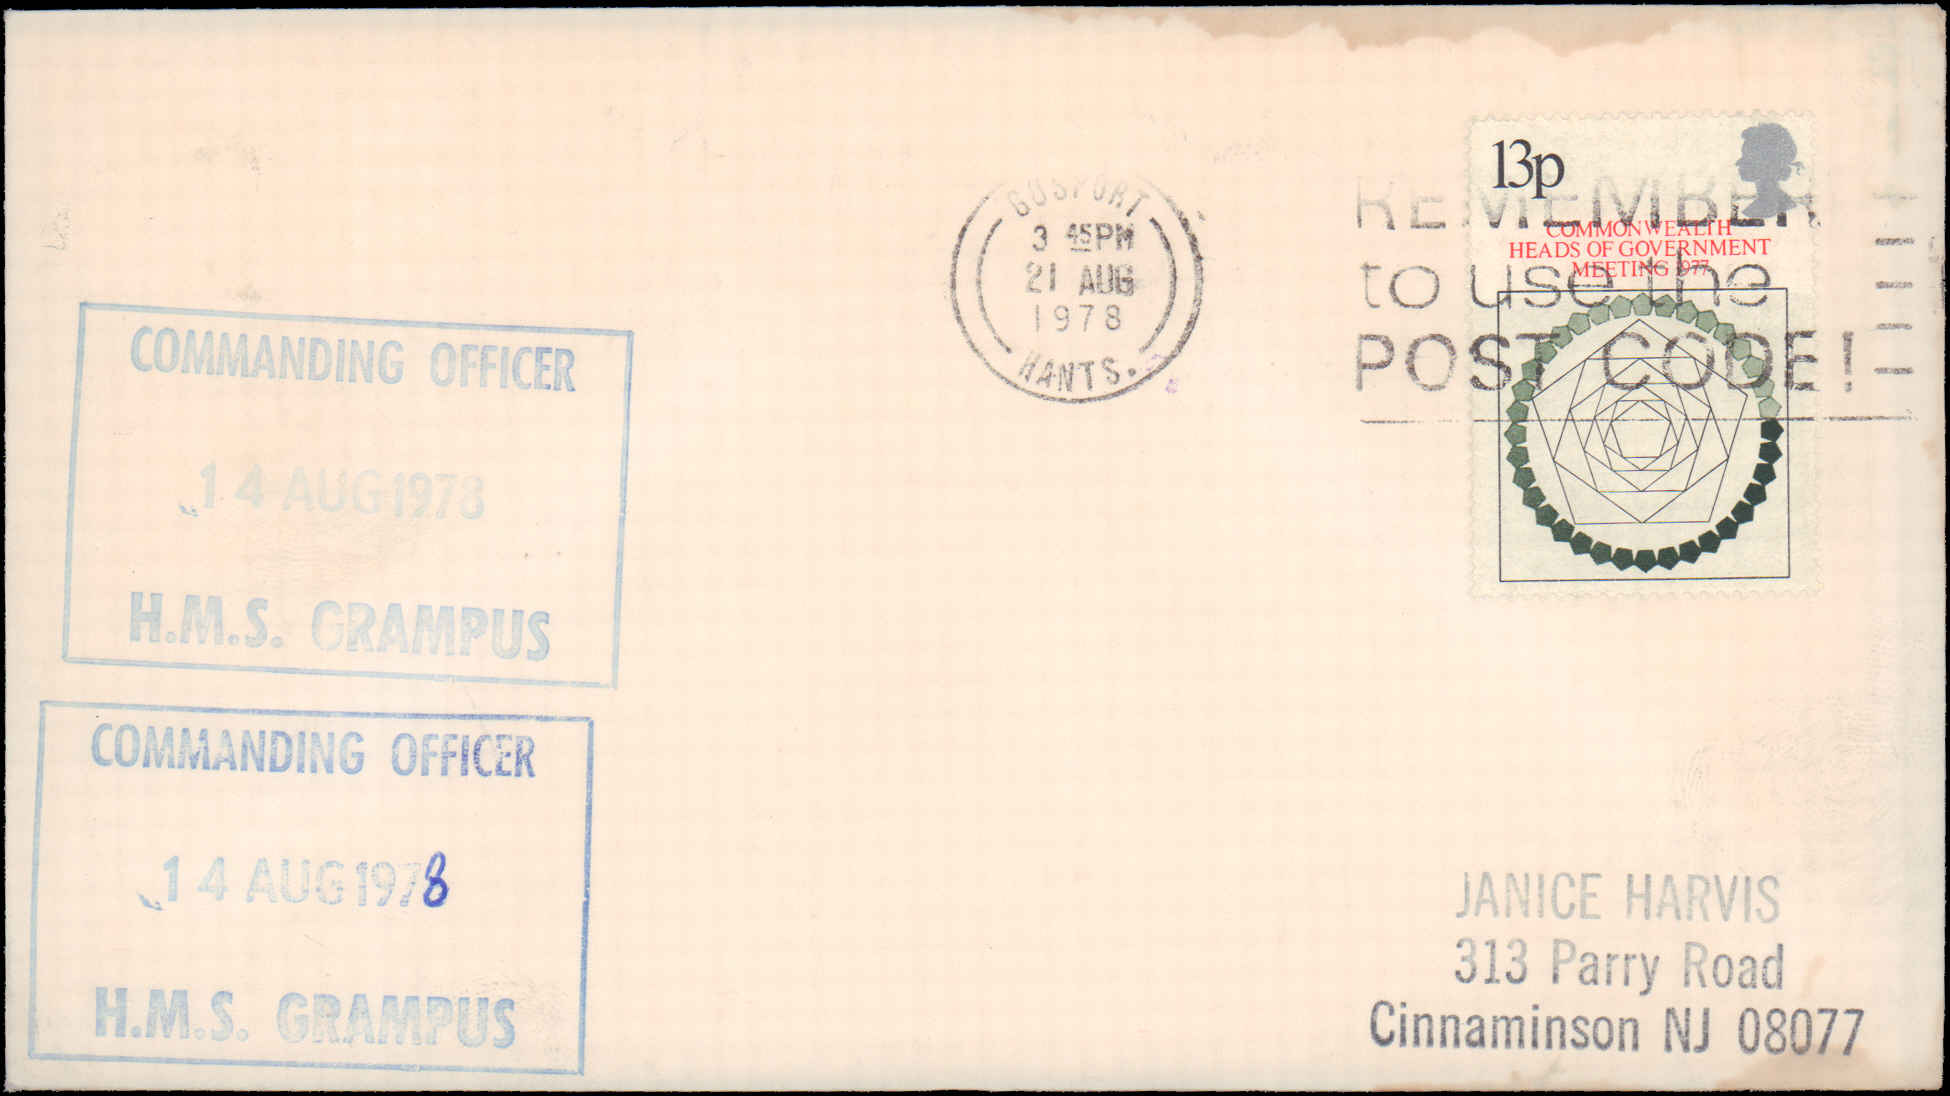 GOSPORT
3 45PM
21 AUG
1978
HANTS.
REMEMBER
to use the
POST CODE!
13p
COMMONWEALTH
HEADS OF GOVERNMENT
MEETING 1977
COMMANDING OFFICER
14 AUG 1978
H.M.S. GRAMPUS
COMMANDING OFFICER
14 AUG 1978
H.M.S. GRAMPUS
JANICE HARVIS
313 Parry Road
Cinnaminson NJ 08077